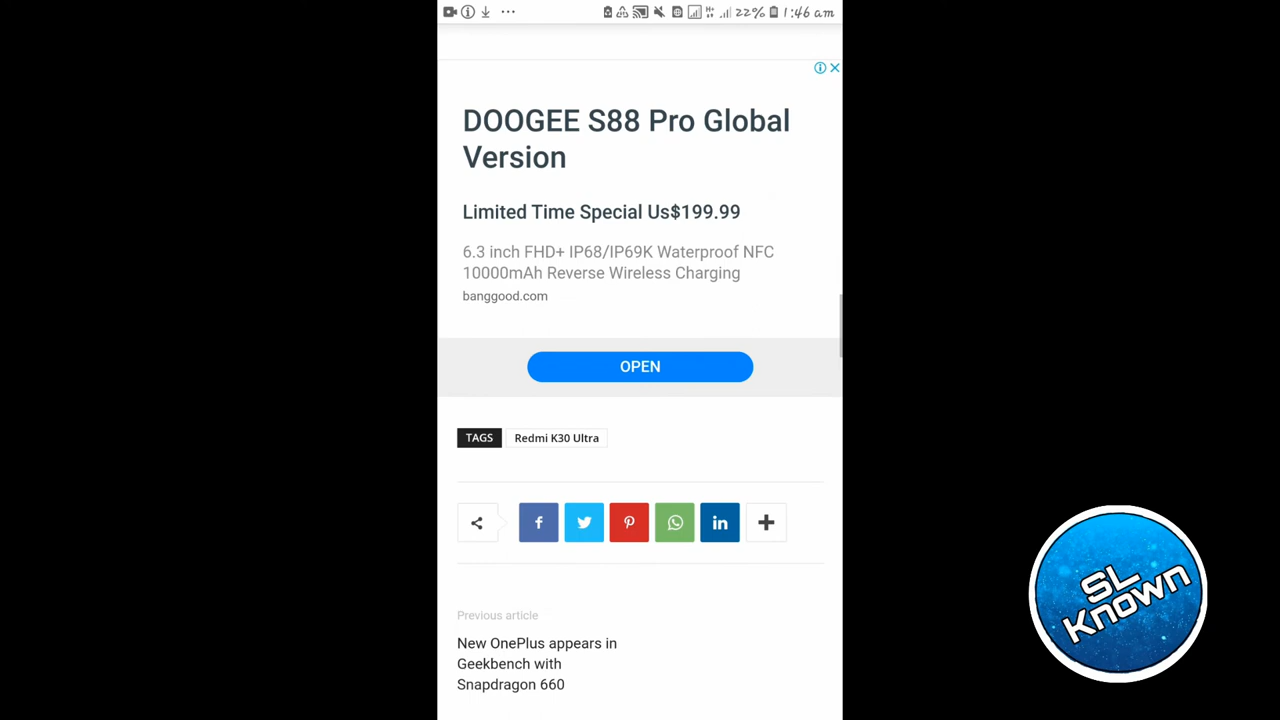 22% 1:46 am
DOOGEE S88 Pro Global
Version
Limited Time Special Us$199.99
6.3 inch FHD+ IP68/IP69K Waterproof NFC
10000mAh Reverse Wireless Charging
banggood.com
OPEN
TAGS Redmi K30 Ultra
Previous article
New OnePlus appears in
Geekbench with
Snapdragon 660
SL
Known